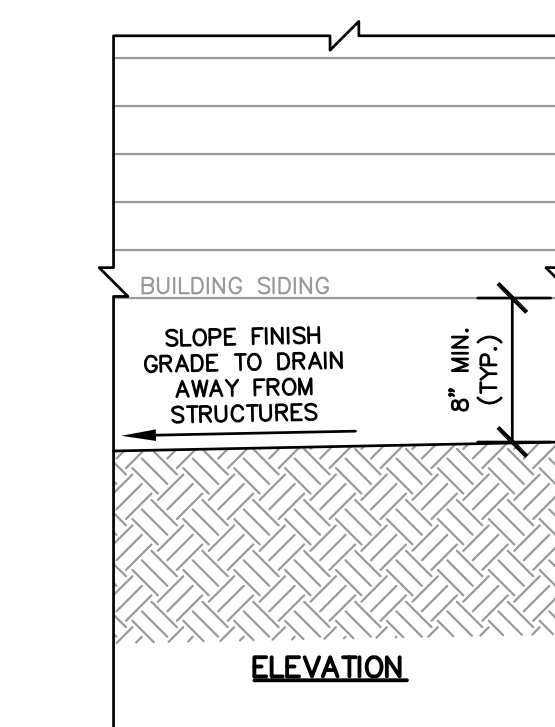 BUILDING SIDING
SLOPE FINISH
GRADE TO DRAIN
AWAY FROM
STRUCTURES
8" MIN.
(TYP.)
ELEVATION